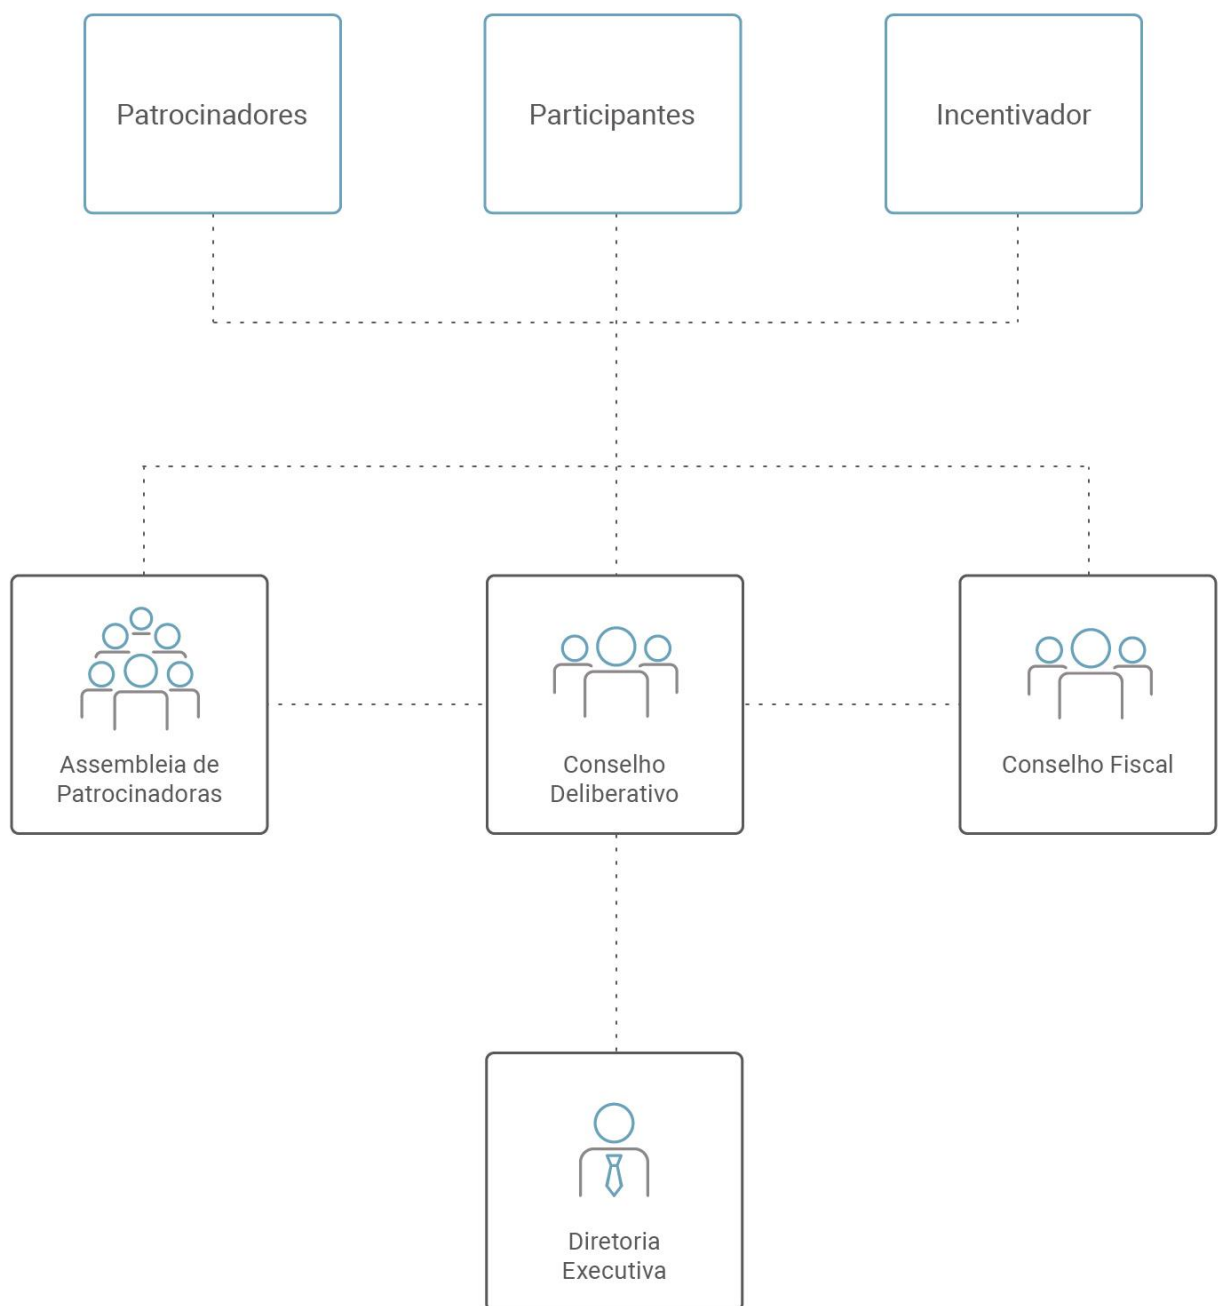 Patrocinadores
Participantes
Incentivador
Assembleia de
Patrocinadoras
Conselho
Deliberativo
Conselho Fiscal
Diretoria
Executiva